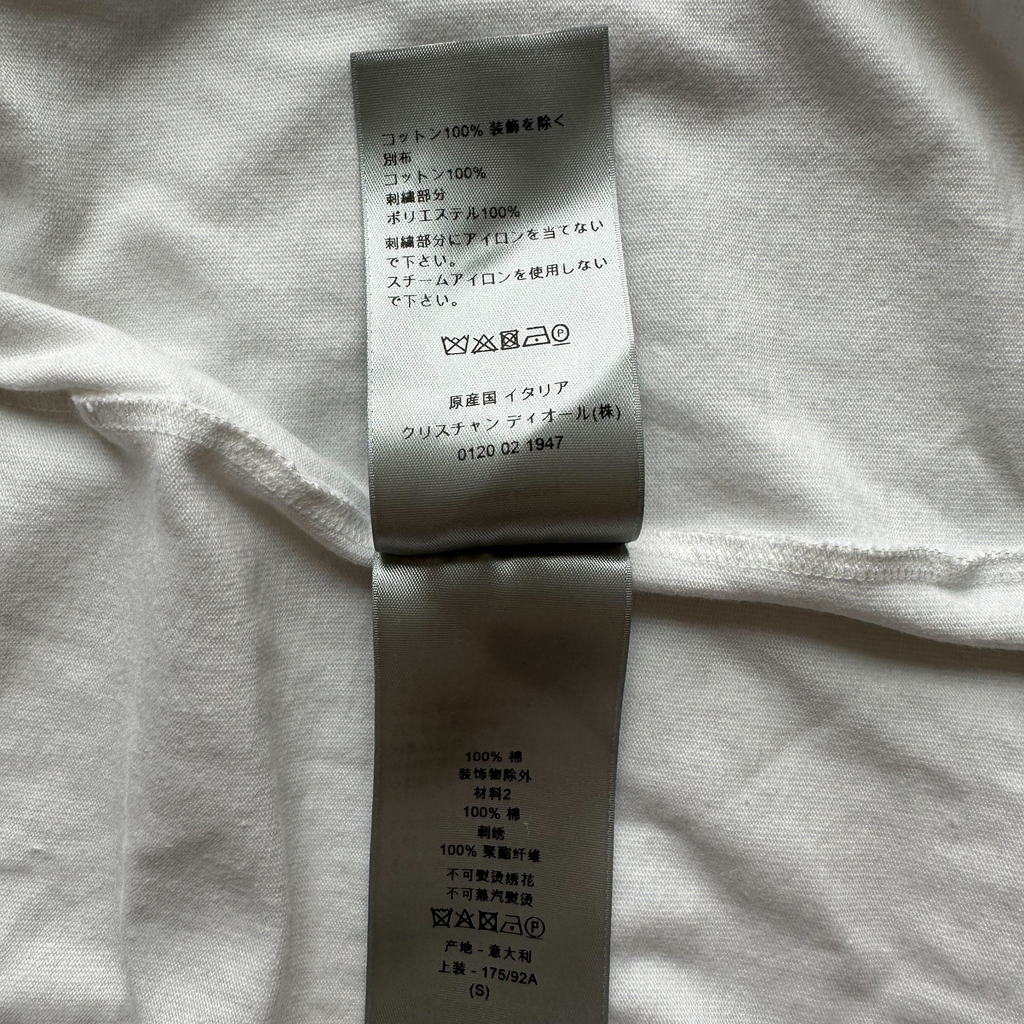 コットン100% 装飾を除く
別布
コットン100%
刺繍部分
ポリエステル100%
刺繍部分にアイロンを当てない
で下さい。
スチームアイロンを使用しない
で下さい。
P
原産国 イタリア
クリスチャン ディオール(株)
0120 02 1947
100% 棉
装饰物除外
材料2
100% 棉
刺绣
100% 聚酯纤维
不可熨烫绣花
不可蒸汽熨烫
P
产地 - 意大利
上装 - 175/92A
(S)